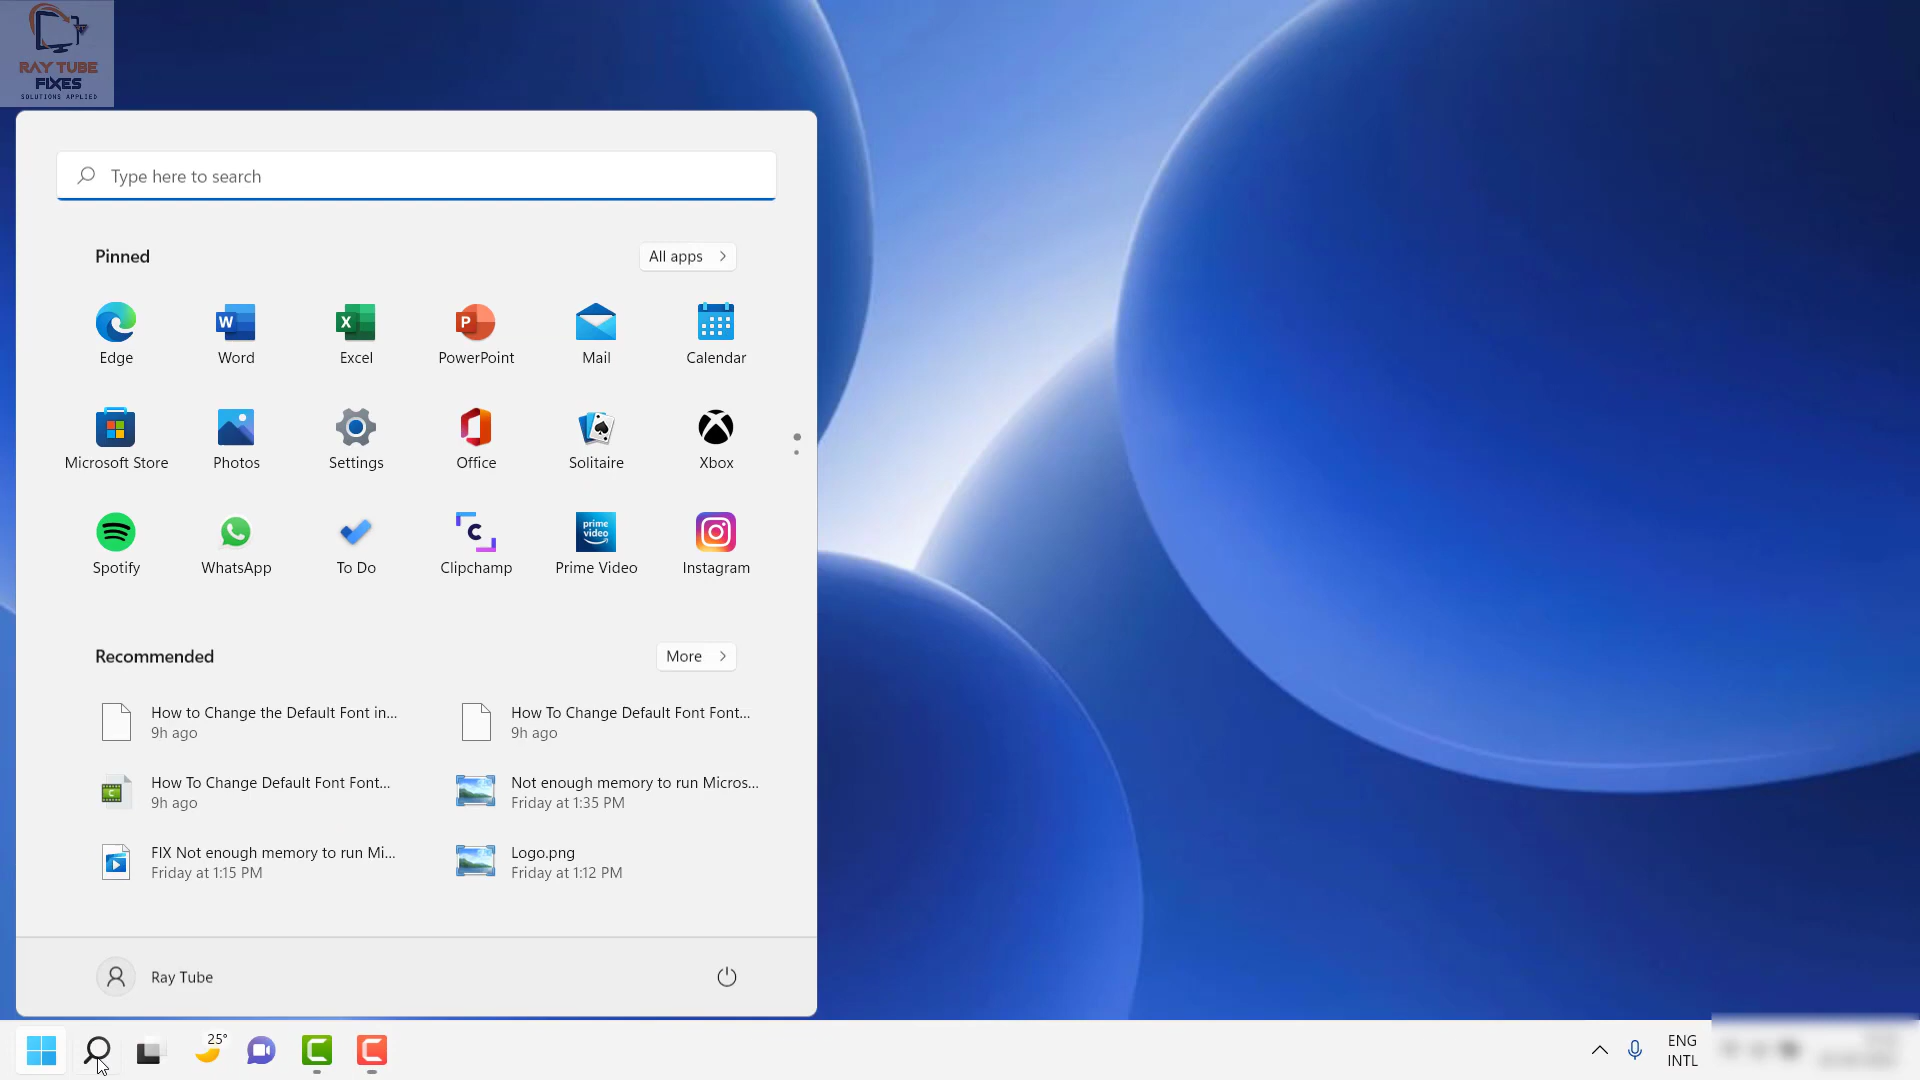 RAY TUBE
FIXES
SOLUTIONS APPLIED
Type here to search
Pinned
All apps
Edge
Word
Excel
PowerPoint
Mail
Calendar
Microsoft Store
Photos
Settings
Office
Solitaire
Xbox
prime
video
Spotify
WhatsApp
To Do
Clipchamp
Prime Video
Instagram
Recommended
More
How to Change the Default Font in...
9h ago
How To Change Default Font Font...
9h ago
How To Change Default Font Font...
9h ago
Not enough memory to run Micros...
Friday at 1:35 PM
FIX Not enough memory to run Mi...
Friday at 1:15 PM
Logo.png
Friday at 1:12 PM
Ray Tube
25°
ENG
INTL